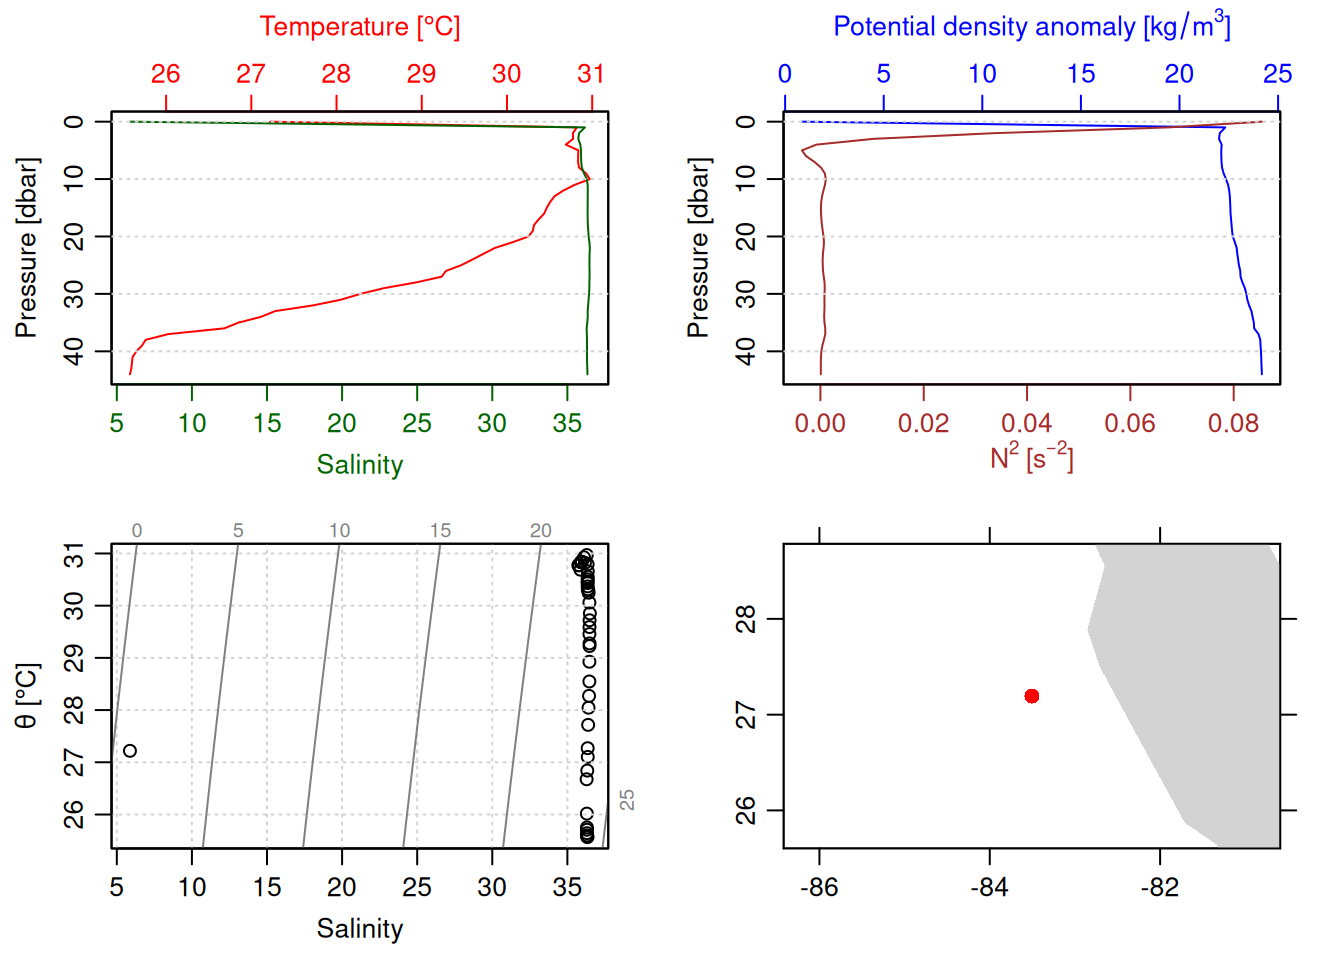 Temperature [°C]
26 27 28 29 30 31
Pressure [dbar]
0
10
20
30
40
5 10 15 20 25 30 35
Salinity
Potential density anomaly [kg/m³]
0 5 10 15 20 25
Pressure [dbar]
0
10
20
30
40
0.00 0.02 0.04 0.06 0.08
N² [s⁻²]
0 5 10 15 20
25
θ [°C]
31
30
29
28
27
26
5 10 15 20 25 30 35
Salinity
28
27
26
-86 -84 -82